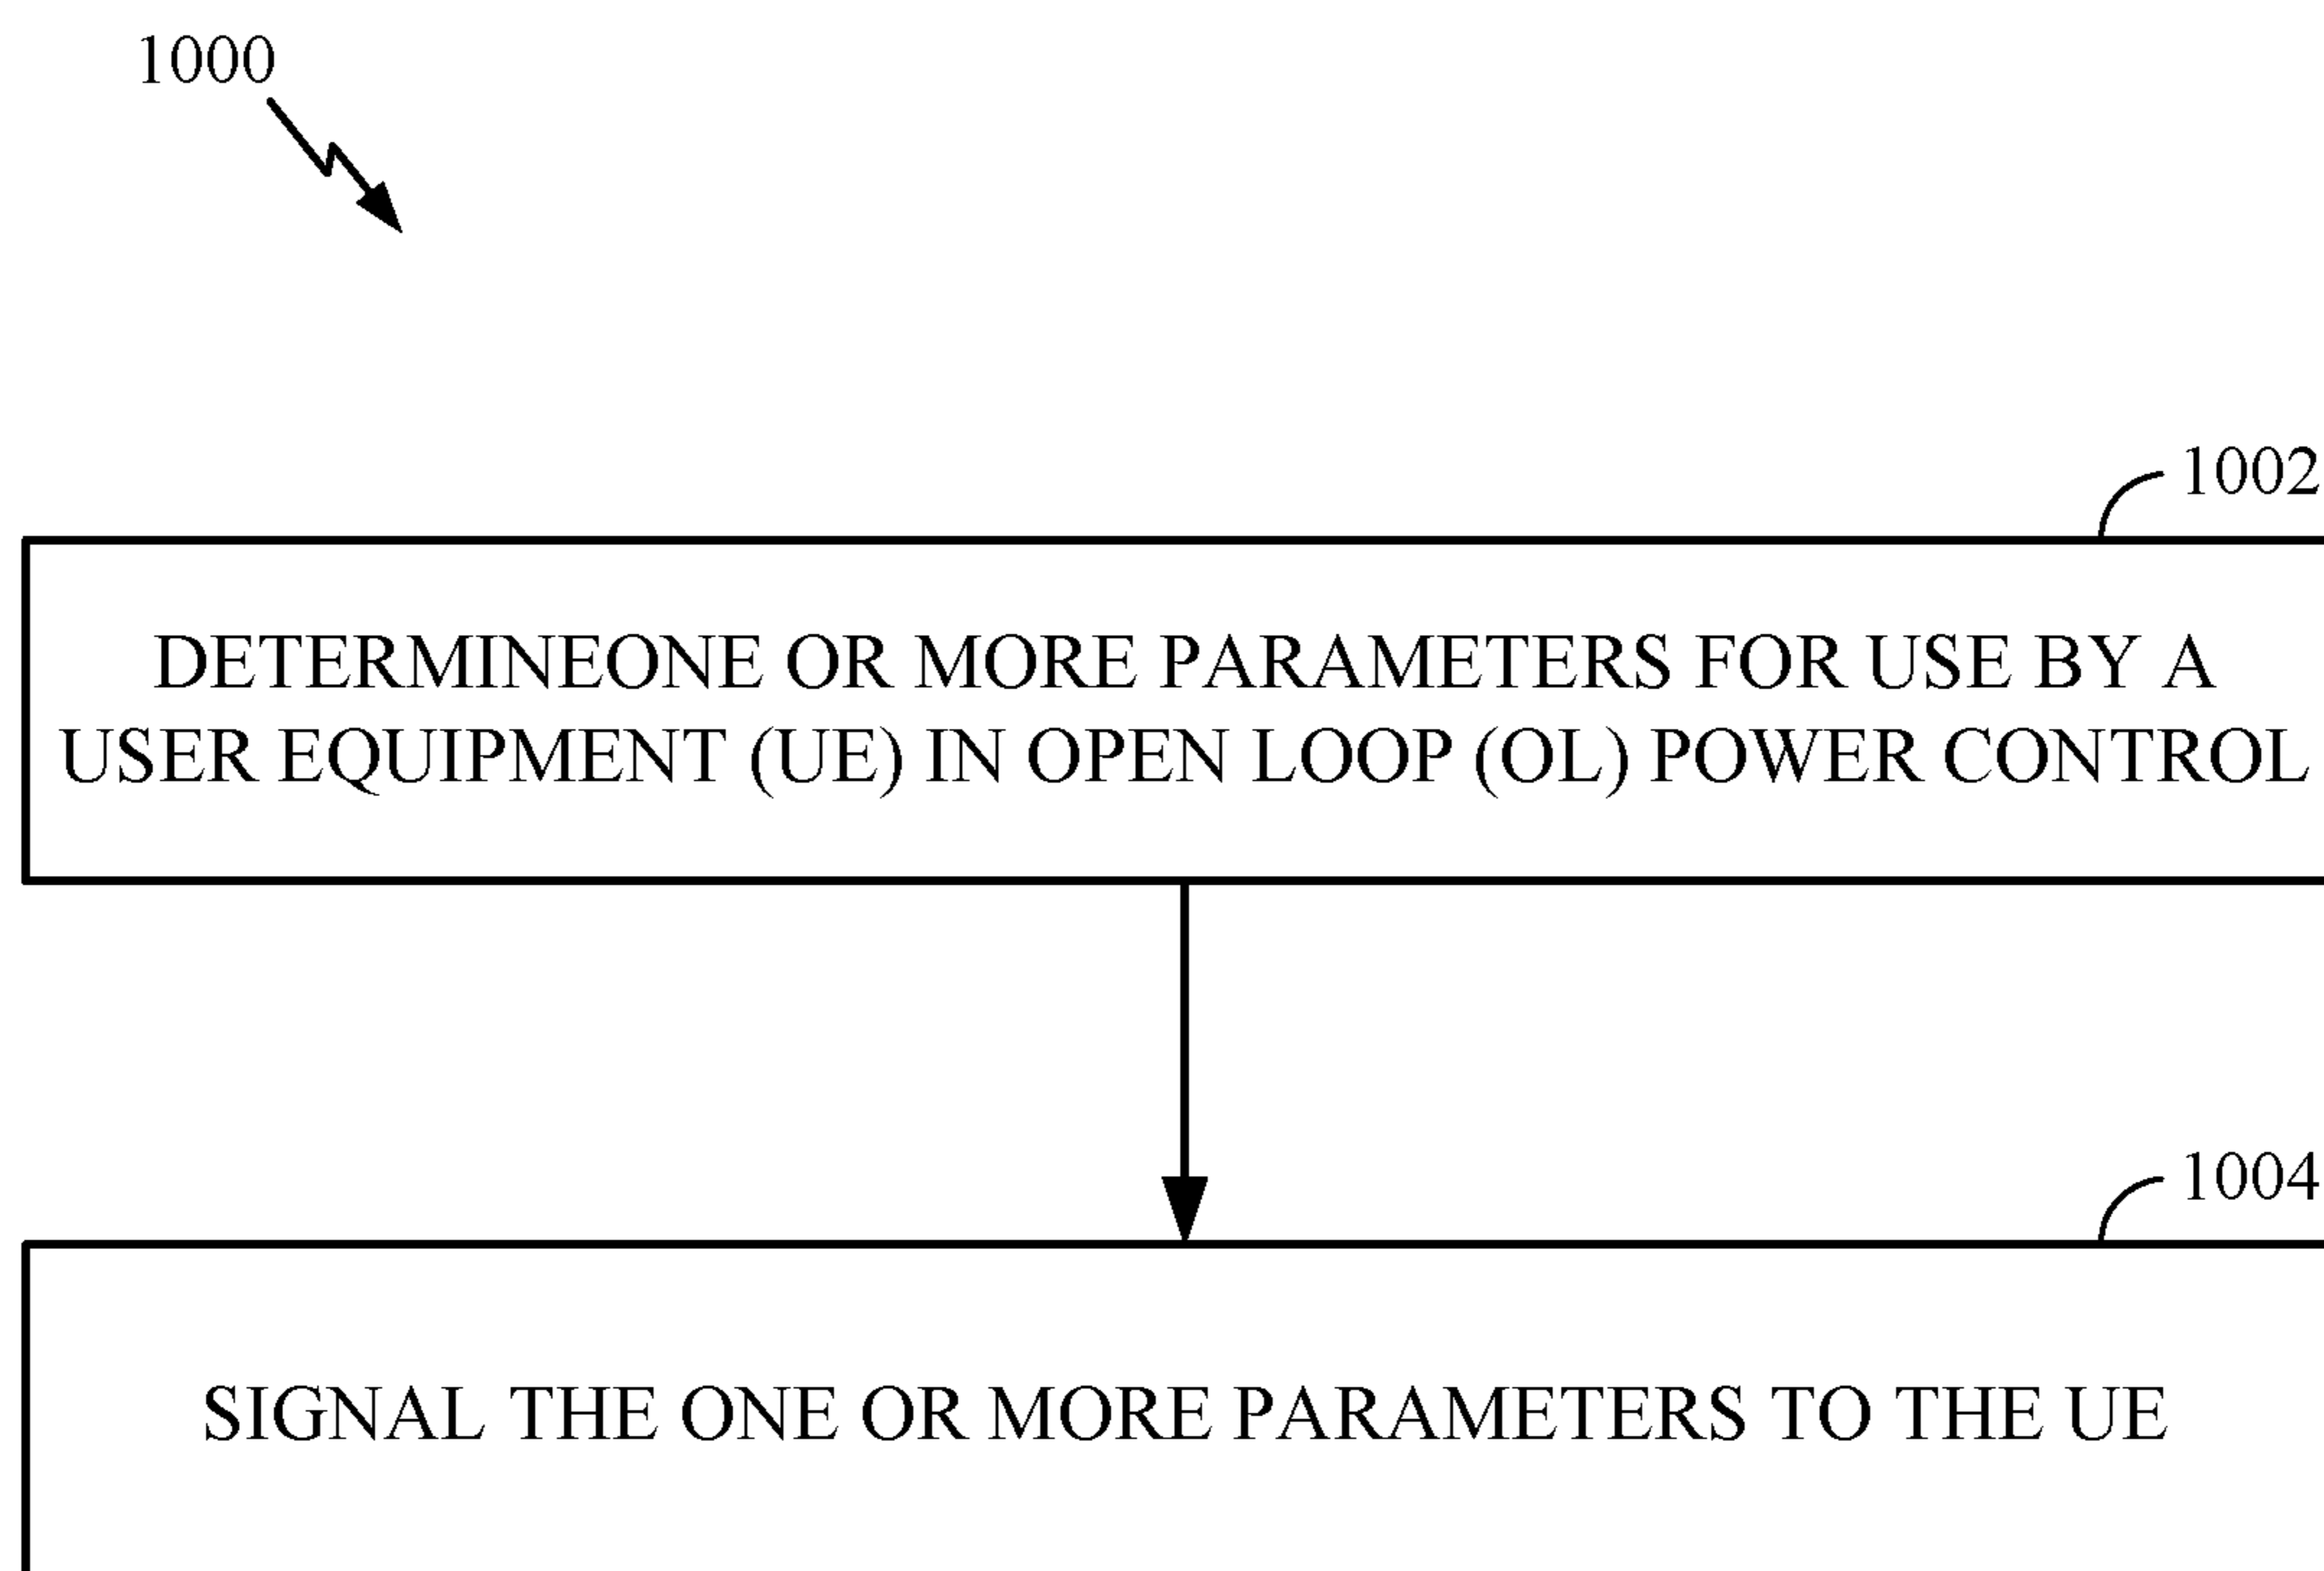 1000
1002
DETERMINEONE OR MORE PARAMETERS FOR USE BY A
USER EQUIPMENT (UE) IN OPEN LOOP (OL) POWER CONTROL
1004
SIGNAL THE ONE OR MORE PARAMETERS TO THE UE